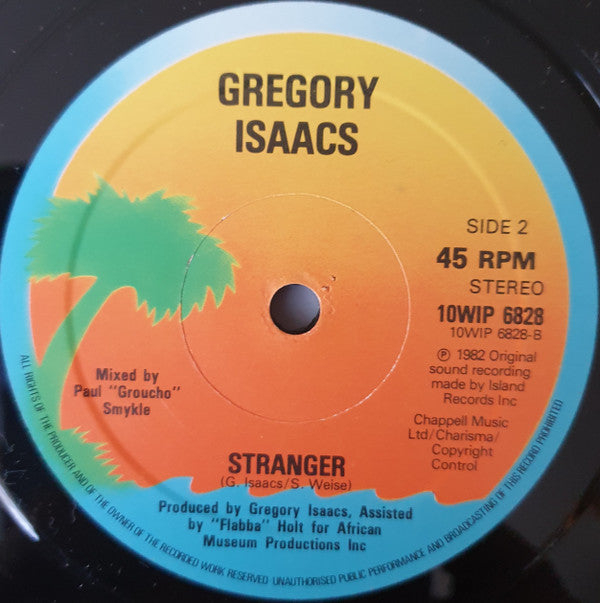 GREGORY
ISAACS
SIDE 2
45 RPM
STEREO
10WIP 6828
10WIP 6828-B
℗ 1982 Original
sound recording
made by Island
Records Inc
Chappell Music
Ltd/Charisma/
Copyright
Control
Mixed by
Paul "Groucho"
Smykle
STRANGER
(G. Isaacs/S. Weise)
Produced by Gregory Isaacs, Assisted
by "Flabba" Holt for African
Museum Productions Inc
ALL RIGHTS OF THE PRODUCER AND OF THE OWNER OF THE RECORDED WORK RESERVED UNAUTHORISED PUBLIC PERFORMANCE AND BROADCASTING OF THIS RECORD PROHIBITED